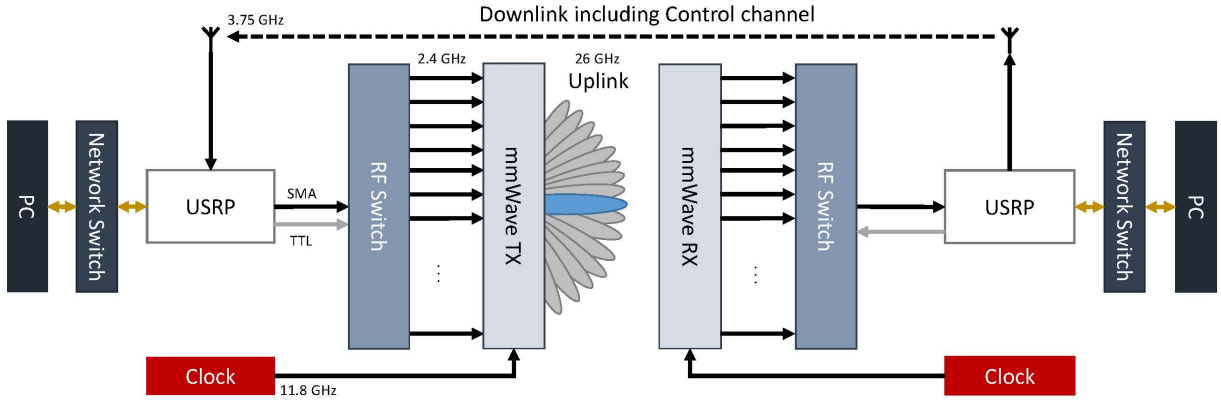 Downlink including Control channel
3.75 GHz
2.4 GHz
26 GHz
Uplink
PC
Network Switch
USRP
SMA
TTL
RF Switch
mmWave TX
...
mmWave RX
...
RF Switch
USRP
Network Switch
PC
Clock
11.8 GHz
Clock